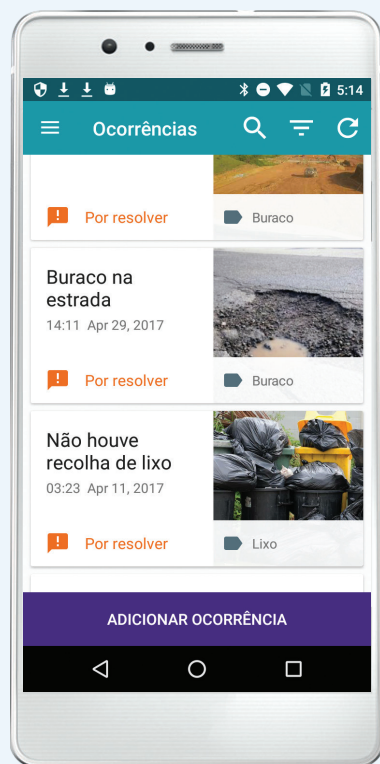 5:14
Ocorrências
Por resolver
Buraco
Buraco na
estrada
14:11 Apr 29, 2017
Por resolver
Buraco
Não houve
recolha de lixo
03:23 Apr 11, 2017
Por resolver
Lixo
ADICIONAR OCORRÊNCIA